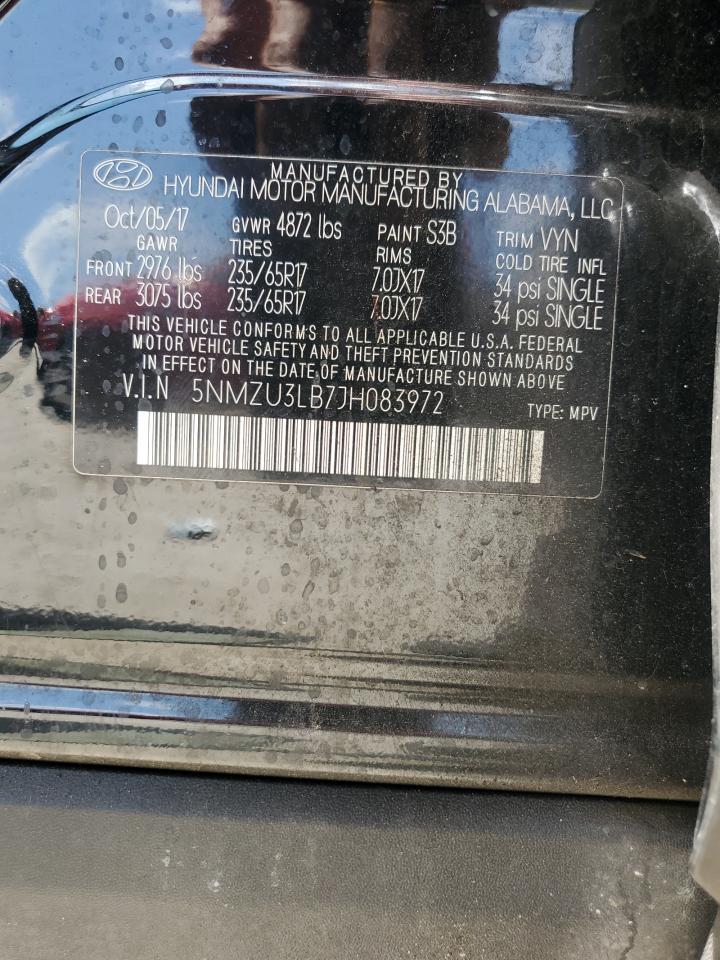 MANUFACTURED BY
HYUNDAI MOTOR MANUFACTURING ALABAMA, LLC
Oct/05/17 GVWR 4872 lbs PAINT S3B TRIM VYN
GAWR TIRES RIMS COLD TIRE INFL
FRONT 2976 lbs 235/65R17 7.0JX17 34 psi SINGLE
REAR 3075 lbs 235/65R17 7.0JX17 34 psi SINGLE
THIS VEHICLE CONFORMS TO ALL APPLICABLE U.S.A. FEDERAL
MOTOR VEHICLE SAFETY AND THEFT PREVENTION STANDARDS
IN EFFECT ON THE DATE OF MANUFACTURE SHOWN ABOVE
V.I.N 5NMZU3LB7JH083972 TYPE: MPV